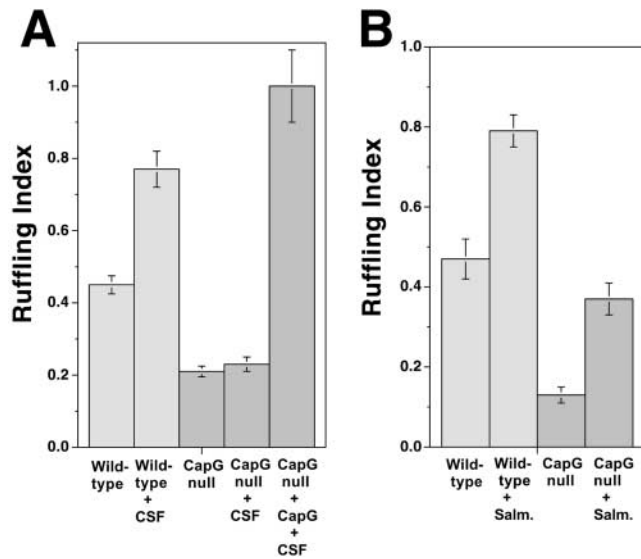 A
Ruffling Index
1.0
0.8
0.6
0.4
0.2
0.0
Wild-
type
Wild-
type
+
CSF
CapG
null
CapG
null
+
CSF
CapG
null
+
CapG
+
CSF
B
Ruffling Index
1.0
0.8
0.6
0.4
0.2
0.0
Wild-
type
Wild-
type
+
Salm.
CapG
null
CapG
null
+
Salm.